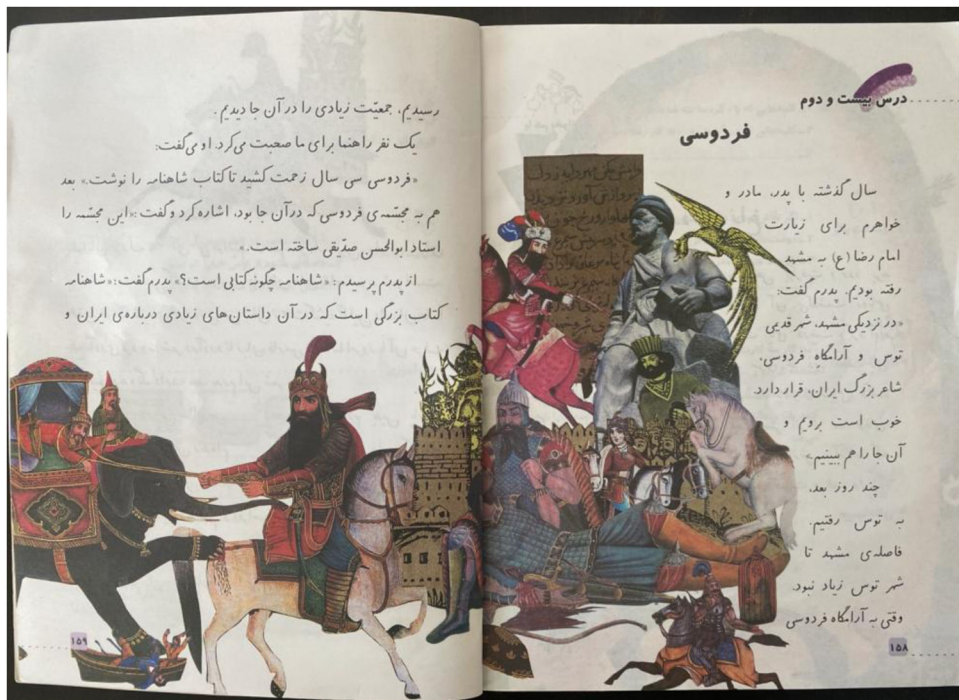 درس بیست و دوم
فردوسی
سال گذشته با پدر، مادر و
خواهرم برای زیارت
امام رضا (ع) به مشهد
رفته بودیم. پدرم گفت:
«در نزدیکی مشهد، شهر قدیمی
توس و آرامگاه فردوسی،
شاعر بزرگ ایران، قرار دارد.
خوب است برویم و
آن جا را هم ببینیم.»
چند روز بعد،
به توس رفتیم.
فاصله‌ی مشهد تا
شهر توس زیاد نبود.
وقتی به آرامگاه فردوسی
۱۵۸
رسیدیم، جمعیّت زیادی را در آن جا دیدیم.
یک نفر راهنما برای ما صحبت می‌کرد. او می‌گفت:
«فردوسی سی سال زحمت کشید تا کتاب شاهنامه را نوشت.» بعد
هم به مجسّمه‌ی فردوسی که در آن جا بود، اشاره کرد و گفت: «این مجسّمه را
استاد ابوالحسن صدّیقی ساخته است.»
از پدرم پرسیدم: «شاهنامه چگونه کتابی است؟» پدرم گفت: «شاهنامه
کتاب بزرگی است که در آن داستان‌های زیادی درباره‌ی ایران و
۱۵۹